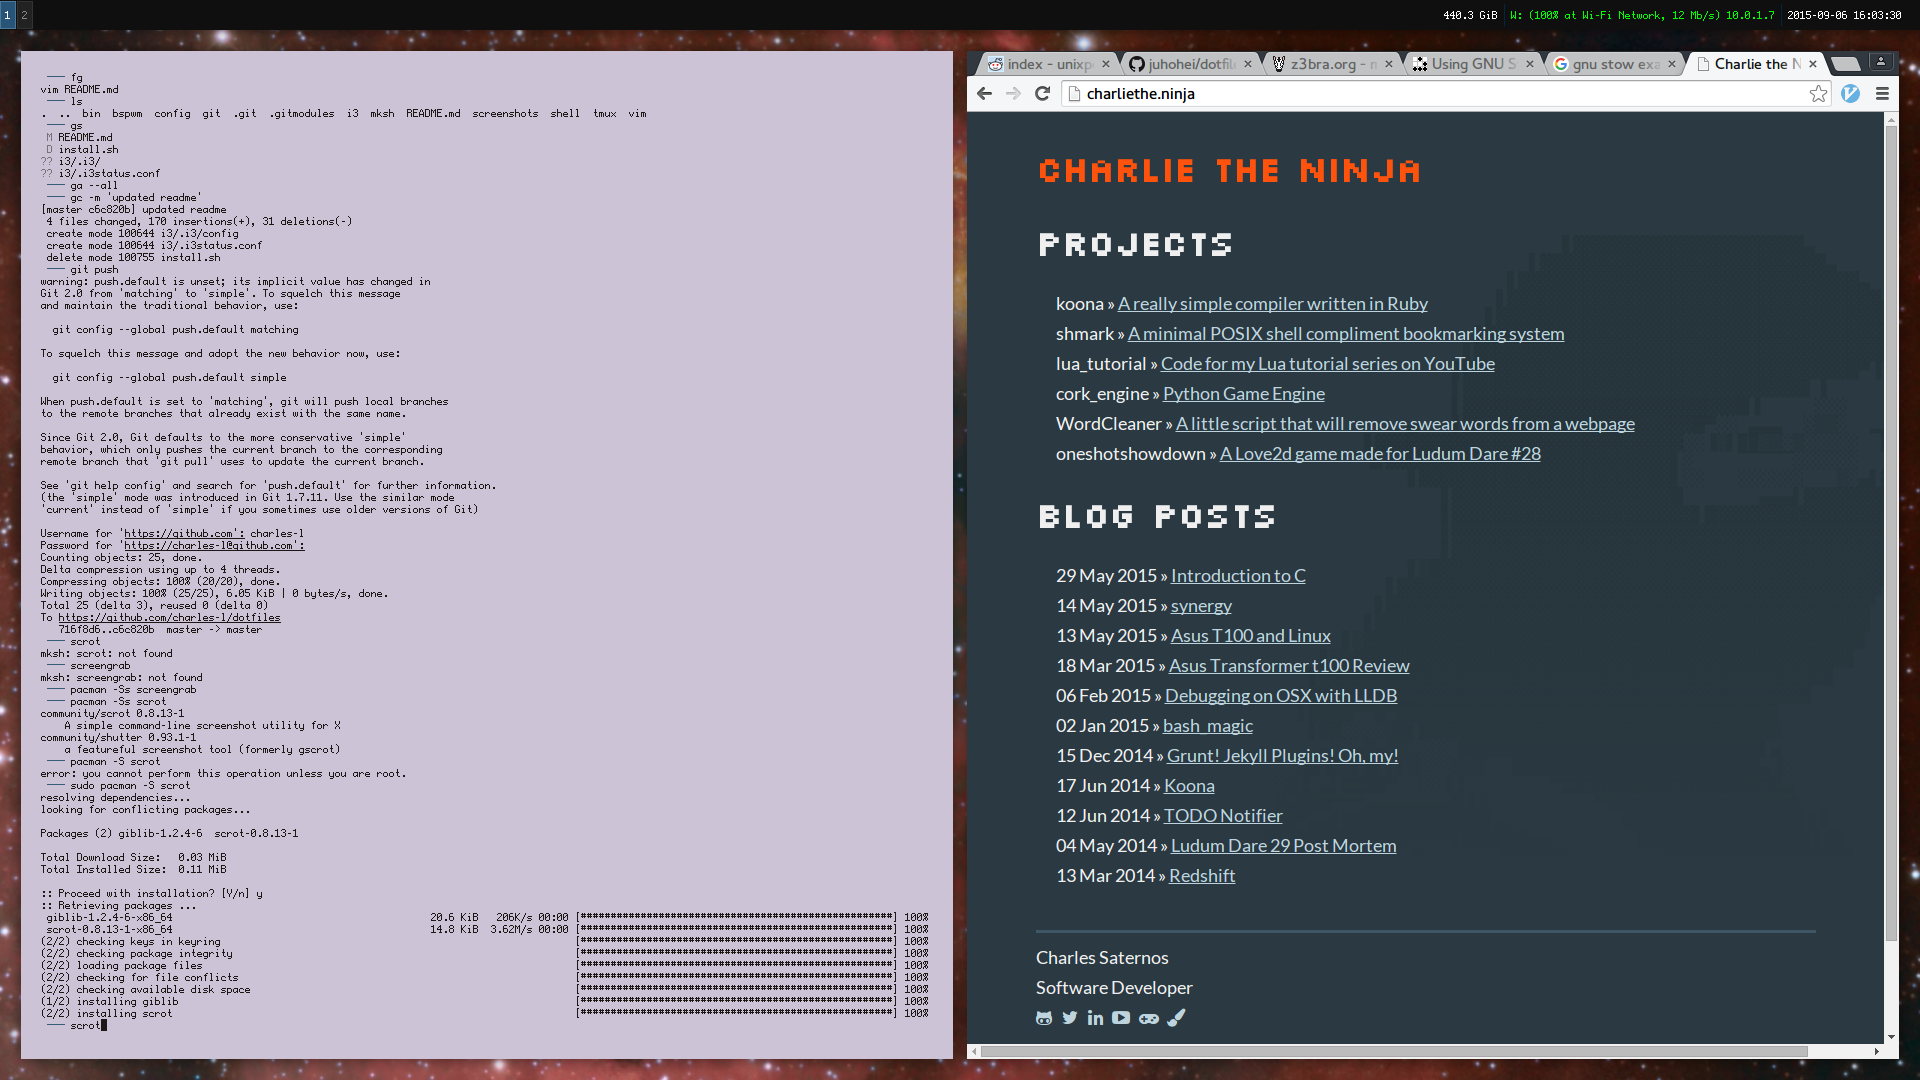 1 2
440.3 GiB W: (100% at Wi-Fi Network, 12 Mb/s) 10.0.1.7 2015-09-06 16:03:30
fg
vim README.md
ls
. .. bin bspwm config git .git .gitmodules i3 mksh README.md screenshots shell tmux vim
gs
M README.md
D install.sh
?? i3/.i3/
?? i3/.i3status.conf
ga --all
gc -m 'updated readme'
[master c6c820b] updated readme
4 files changed, 170 insertions(+), 31 deletions(-)
create mode 100644 i3/.i3/config
create mode 100644 i3/.i3status.conf
delete mode 100755 install.sh
git push
warning: push.default is unset; its implicit value has changed in
Git 2.0 from 'matching' to 'simple'. To squelch this message
and maintain the traditional behavior, use:
git config --global push.default matching
To squelch this message and adopt the new behavior now, use:
git config --global push.default simple
When push.default is set to 'matching', git will push local branches
to the remote branches that already exist with the same name.
Since Git 2.0, Git defaults to the more conservative 'simple'
behavior, which only pushes the current branch to the corresponding
remote branch that 'git pull' uses to update the current branch.
See 'git help config' and search for 'push.default' for further information.
(the 'simple' mode was introduced in Git 1.7.11. Use the similar mode
'current' instead of 'simple' if you sometimes use older versions of Git)
Username for 'https://github.com': charles-l
Password for 'https://charles-l@github.com':
Counting objects: 25, done.
Delta compression using up to 4 threads.
Compressing objects: 100% (20/20), done.
Writing objects: 100% (25/25), 6.05 KiB | 0 bytes/s, done.
Total 25 (delta 3), reused 0 (delta 0)
To https://github.com/charles-l/dotfiles
716f8d6..c6c820b master -> master
scrot
mksh: scrot: not found
screengrab
mksh: screengrab: not found
pacman -Ss screengrab
pacman -Ss scrot
community/scrot 0.8.13-1
A simple command-line screenshot utility for X
community/shutter 0.93.1-1
a featureful screenshot tool (formerly gscrot)
pacman -S scrot
error: you cannot perform this operation unless you are root.
sudo pacman -S scrot
resolving dependencies...
looking for conflicting packages...
Packages (2) giblib-1.2.4-6 scrot-0.8.13-1
Total Download Size: 0.03 MiB
Total Installed Size: 0.11 MiB
:: Proceed with installation? [Y/n] y
:: Retrieving packages ...
giblib-1.2.4-6-x86_64 20.6 KiB 206K/s 00:00 [####################################################] 100%
scrot-0.8.13-1-x86_64 14.8 KiB 3.62M/s 00:00 [####################################################] 100%
(2/2) checking keys in keyring [####################################################] 100%
(2/2) checking package integrity [####################################################] 100%
(2/2) loading package files [####################################################] 100%
(2/2) checking for file conflicts [####################################################] 100%
(2/2) checking available disk space [####################################################] 100%
(1/2) installing giblib [####################################################] 100%
(2/2) installing scrot [####################################################] 100%
scrot
index - unixp juhohei/dotfil z3bra.org - Using GNU S gnu stow exa Charlie the N
charliethe.ninja
CHARLIE THE NINJA
PROJECTS
koona » A really simple compiler written in Ruby
shmark » A minimal POSIX shell compliment bookmarking system
lua_tutorial » Code for my Lua tutorial series on YouTube
cork_engine » Python Game Engine
WordCleaner » A little script that will remove swear words from a webpage
oneshotshowdown » A Love2d game made for Ludum Dare #28
BLOG POSTS
29 May 2015 » Introduction to C
14 May 2015 » synergy
13 May 2015 » Asus T100 and Linux
18 Mar 2015 » Asus Transformer t100 Review
06 Feb 2015 » Debugging on OSX with LLDB
02 Jan 2015 » bash_magic
15 Dec 2014 » Grunt! Jekyll Plugins! Oh, my!
17 Jun 2014 » Koona
12 Jun 2014 » TODO Notifier
04 May 2014 » Ludum Dare 29 Post Mortem
13 Mar 2014 » Redshift
Charles Saternos
Software Developer